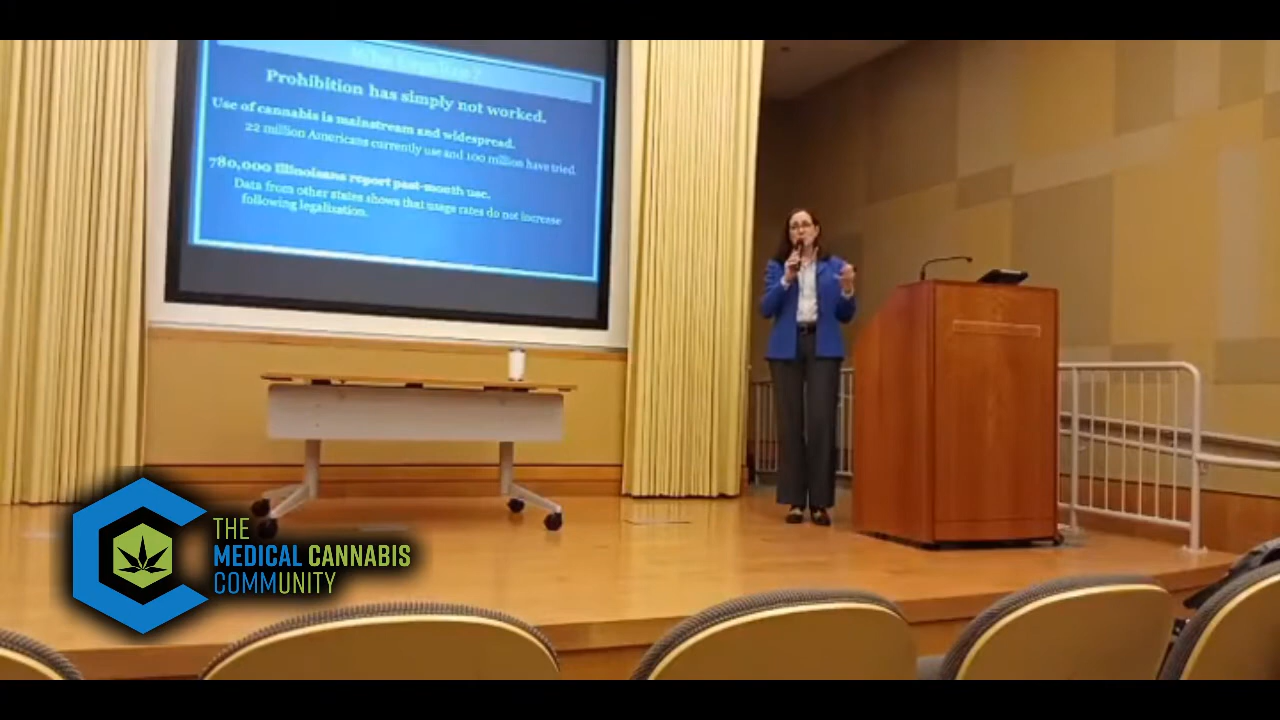 Prohibition has simply not worked.
Use of cannabis is mainstream and widespread.
22 million Americans currently use and 100 million have tried.
780,000 Illinoisans report past-month use.
Data from other states shows that usage rates do not increase
following legalization.
THE
MEDICAL CANNABIS
COMMUNITY